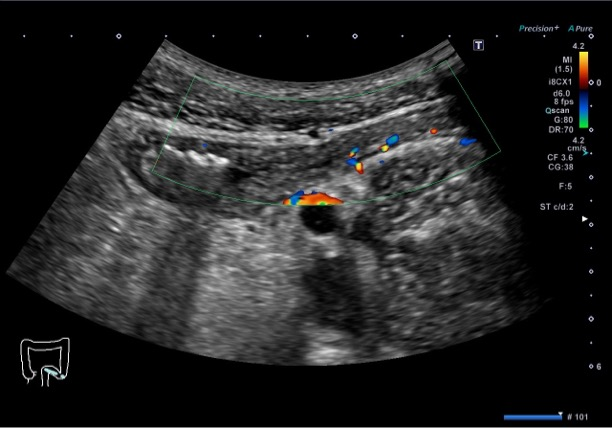 Precision+ A Pure
T
4.2
MI
(1.5)
0
i8CX1
d6.0
8 fps
Qscan
G:80
DR:70
4.2
cm/s
CF 3.6
CG:38
F:5
ST c/d:2
6
# 101